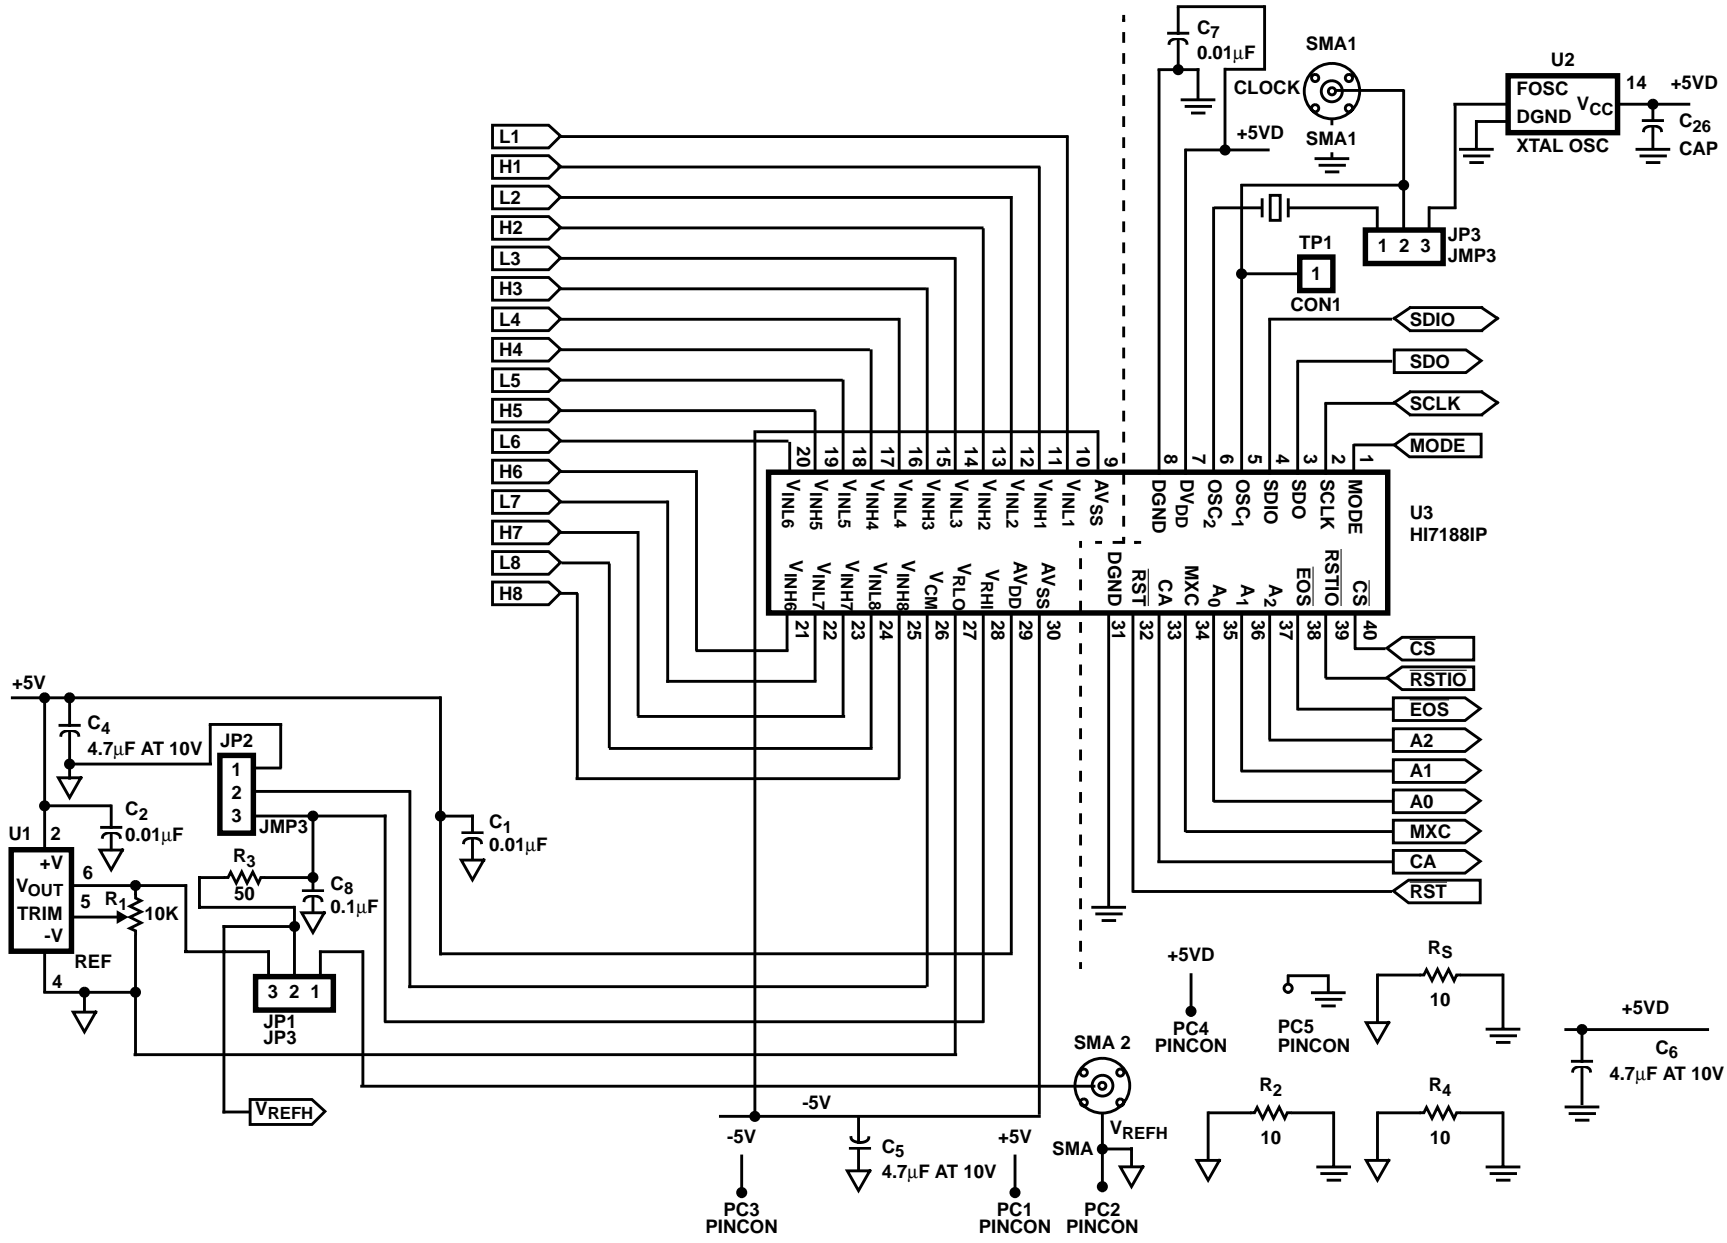 C7
0.01µF
SMA1
CLOCK
SMA1
+5VD
U2
FOSC
DGND
VCC
14
+5VD
XTAL OSC
C26
CAP
L1
H1
L2
H2
L3
H3
L4
H4
L5
H5
L6
H6
L7
H7
L8
H8
1 2 3
JP3
JMP3
TP1
1
CON1
SDIO
SDO
SCLK
MODE
20 19 18 17 16 15 14 13 12 11 10 9 8 7 6 5 4 3 2 1
VINL6 VINH5 VINL5 VINH4 VINL4 VINH3 VINL3 VINH2 VINL2 VINH1 VINL1 AVSS DGND DVDD OSC2 OSC1 SDIO SDO SCLK MODE
U3
HI7188IP
VINH6 VINL7 VINH7 VINL8 VINH8 VCM VRLO VRHI AVDD AVSS DGND RST CA MXC A0 A1 A2 EOS RSTIO CS
21 22 23 24 25 26 27 28 29 30 31 32 33 34 35 36 37 38 39 40
CS
RSTIO
EOS
A2
A1
A0
MXC
CA
RST
+5V
C4
4.7µF AT 10V
JP2
1
2
3
JMP3
C2
0.01µF
U1
2
+V
VOUT
TRIM
-V
6
5
4
REF
R1
10K
R3
50
C8
0.1µF
C1
0.01µF
3 2 1
JP1
JP3
VREFH
-5V
-5V
PC3
PINCON
C5
4.7µF AT 10V
+5V
PC1
PINCON
SMA 2
VREFH
SMA
PC2
PINCON
+5VD
PC4
PINCON
PC5
PINCON
RS
10
R2
10
R4
10
+5VD
C6
4.7µF AT 10V